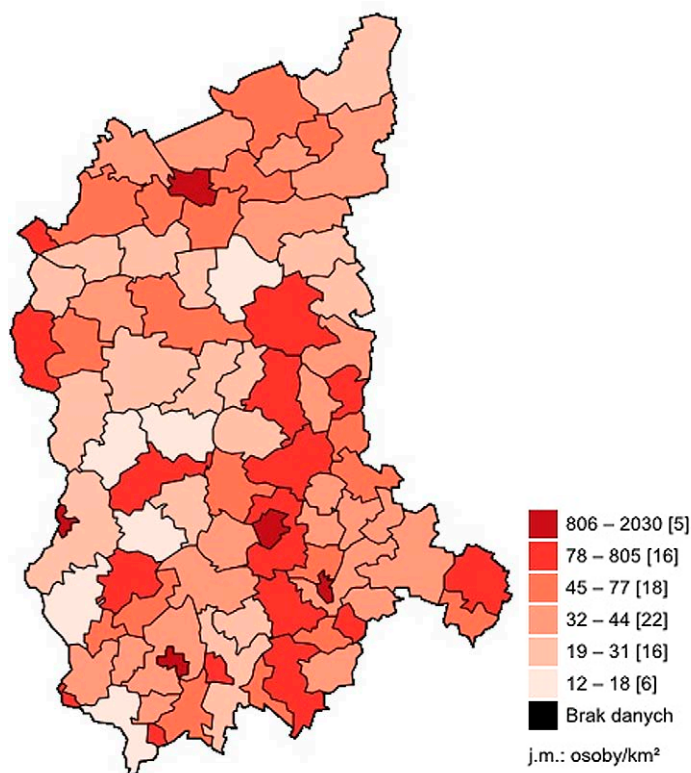 806 – 2030 [5]
78 – 805 [16]
45 – 77 [18]
32 – 44 [22]
19 – 31 [16]
12 – 18 [6]
Brak danych
j.m.: osoby/km²